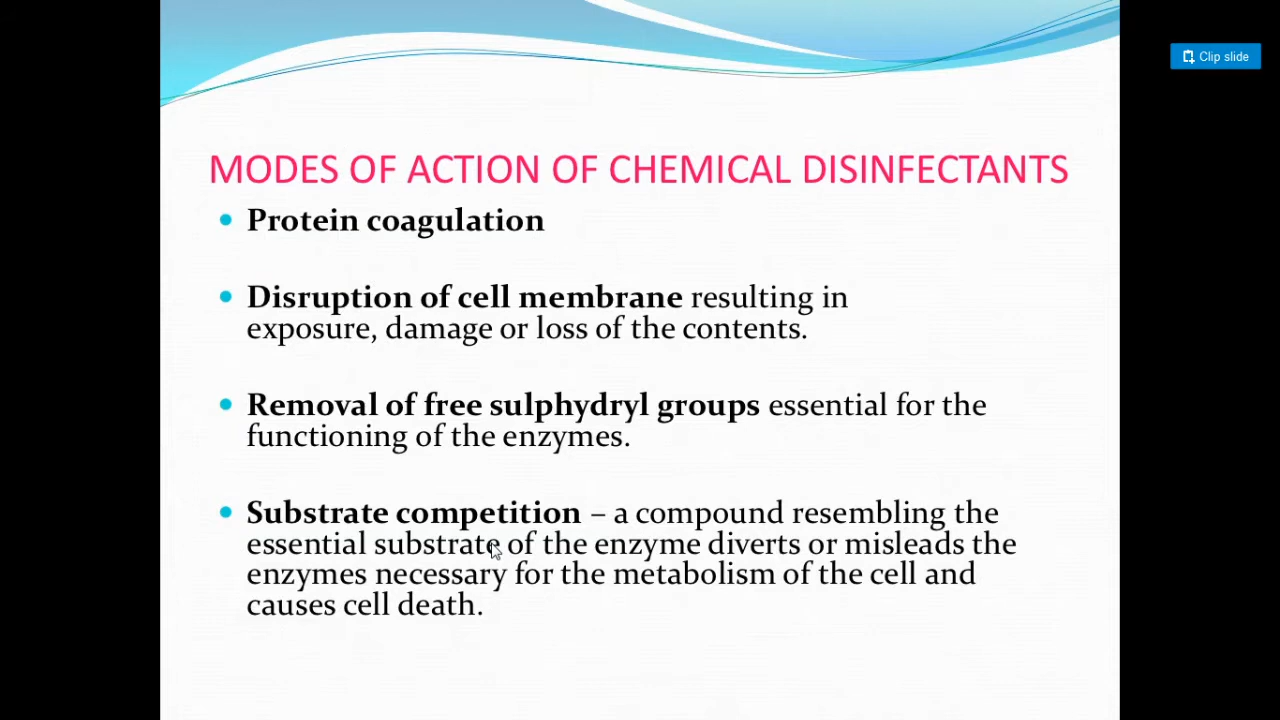 Clip slide
MODES OF ACTION OF CHEMICAL DISINFECTANTS
• Protein coagulation
• Disruption of cell membrane resulting in
exposure, damage or loss of the contents.
• Removal of free sulphydryl groups essential for the
functioning of the enzymes.
• Substrate competition – a compound resembling the
essential substrate of the enzyme diverts or misleads the
enzymes necessary for the metabolism of the cell and
causes cell death.